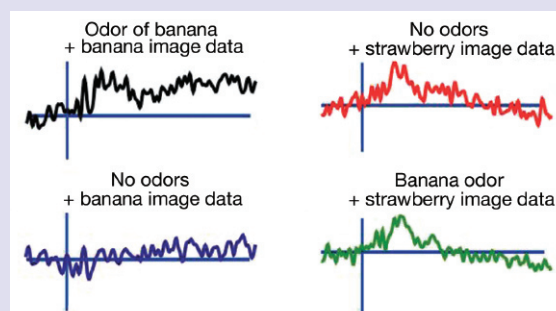 Odor of banana
+ banana image data
No odors
+ strawberry image data
No odors
+ banana image data
Banana odor
+ strawberry image data